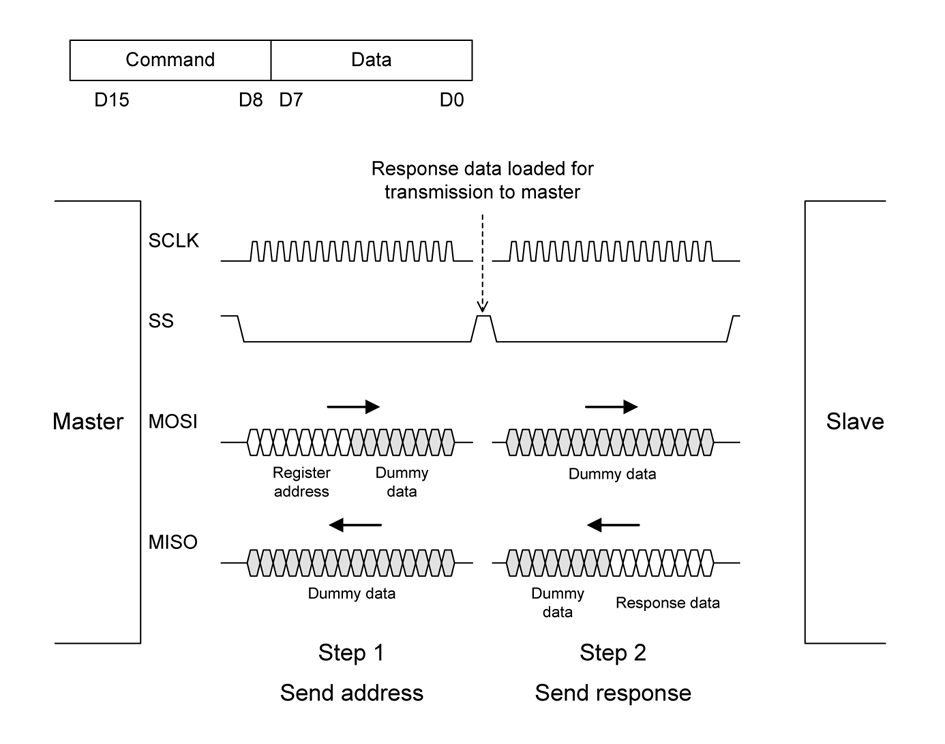 Command Data
D15 D8 D7 D0
Response data loaded for
transmission to master
SCLK
SS
Master MOSI Slave
Register
address
Dummy
data
Dummy data
MISO
Dummy data
Dummy
data
Response data
Step 1 Step 2
Send address Send response